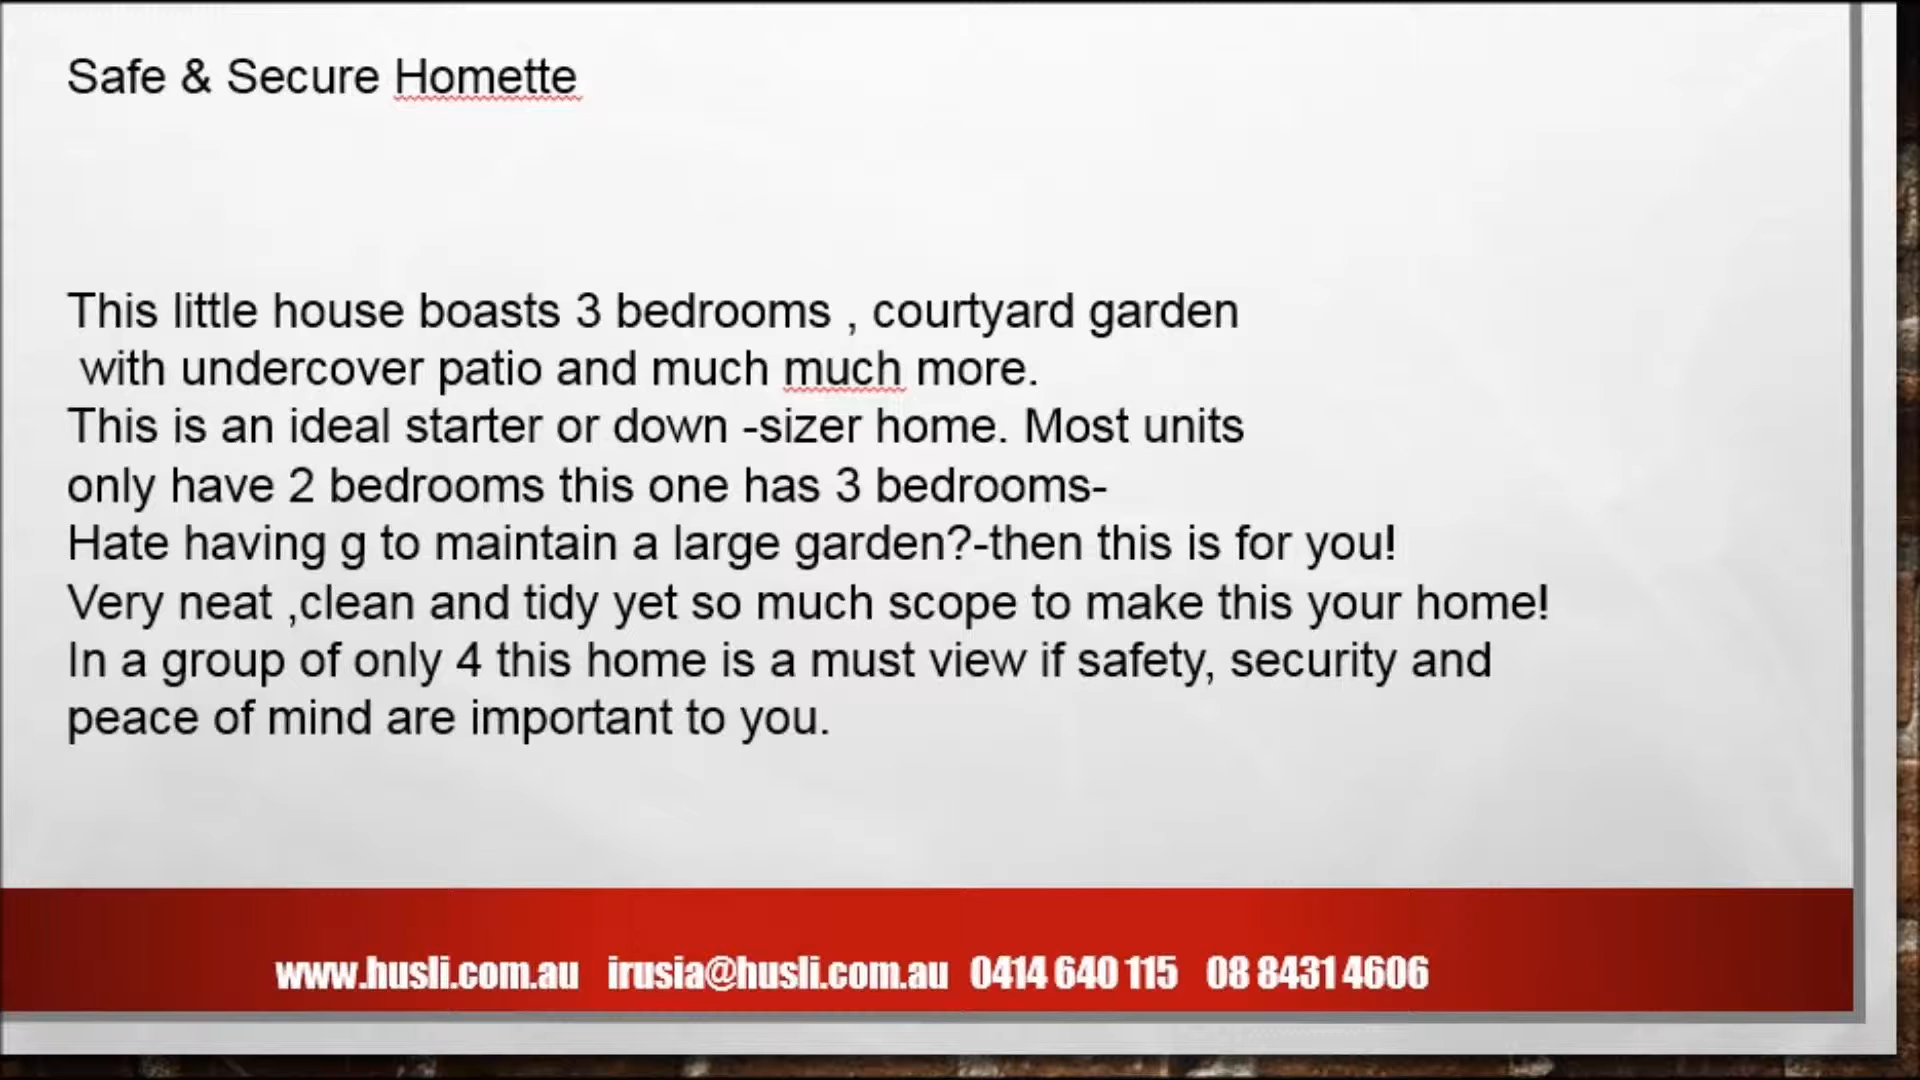 Safe & Secure Homette
This little house boasts 3 bedrooms , courtyard garden
with undercover patio and much much more.
This is an ideal starter or down -sizer home. Most units
only have 2 bedrooms this one has 3 bedrooms-
Hate having g to maintain a large garden?-then this is for you!
Very neat ,clean and tidy yet so much scope to make this your home!
In a group of only 4 this home is a must view if safety, security and
peace of mind are important to you.
www.husli.com.au irusia@husli.com.au 0414 640 115 08 8431 4606